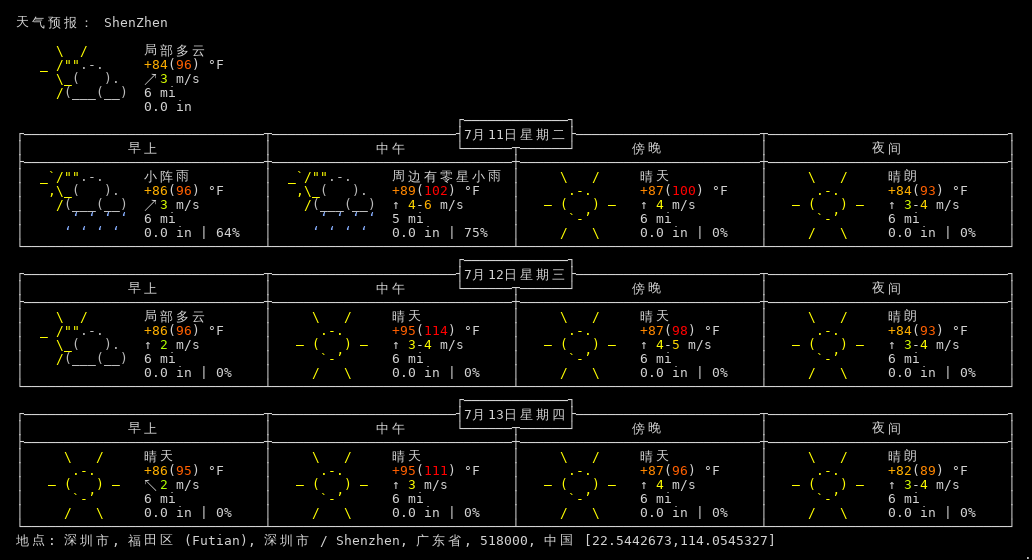 天气预报： ShenZhen
局部多云
+84(96) °F
↗3 m/s
6 mi
0.0 in
7月11日星期二
早上 中午 傍晚 夜间
小阵雨 周边有零星小雨 晴天 晴朗
+86(96) °F +89(102) °F +87(100) °F +84(93) °F
↗3 m/s ↑ 4-6 m/s ↑ 4 m/s ↑ 3-4 m/s
6 mi 5 mi 6 mi 6 mi
0.0 in | 64% 0.0 in | 75% 0.0 in | 0% 0.0 in | 0%
7月12日星期三
早上 中午 傍晚 夜间
局部多云 晴天 晴天 晴朗
+86(96) °F +95(114) °F +87(98) °F +84(93) °F
↑ 2 m/s ↑ 3-4 m/s ↑ 4-5 m/s ↑ 3-4 m/s
6 mi 6 mi 6 mi 6 mi
0.0 in | 0% 0.0 in | 0% 0.0 in | 0% 0.0 in | 0%
7月13日星期四
早上 中午 傍晚 夜间
晴天 晴天 晴天 晴朗
+86(95) °F +95(111) °F +87(96) °F +82(89) °F
↖2 m/s ↑ 3 m/s ↑ 4 m/s ↑ 3-4 m/s
6 mi 6 mi 6 mi 6 mi
0.0 in | 0% 0.0 in | 0% 0.0 in | 0% 0.0 in | 0%
地点: 深圳市, 福田区 (Futian), 深圳市 / Shenzhen, 广东省, 518000, 中国 [22.5442673,114.0545327]